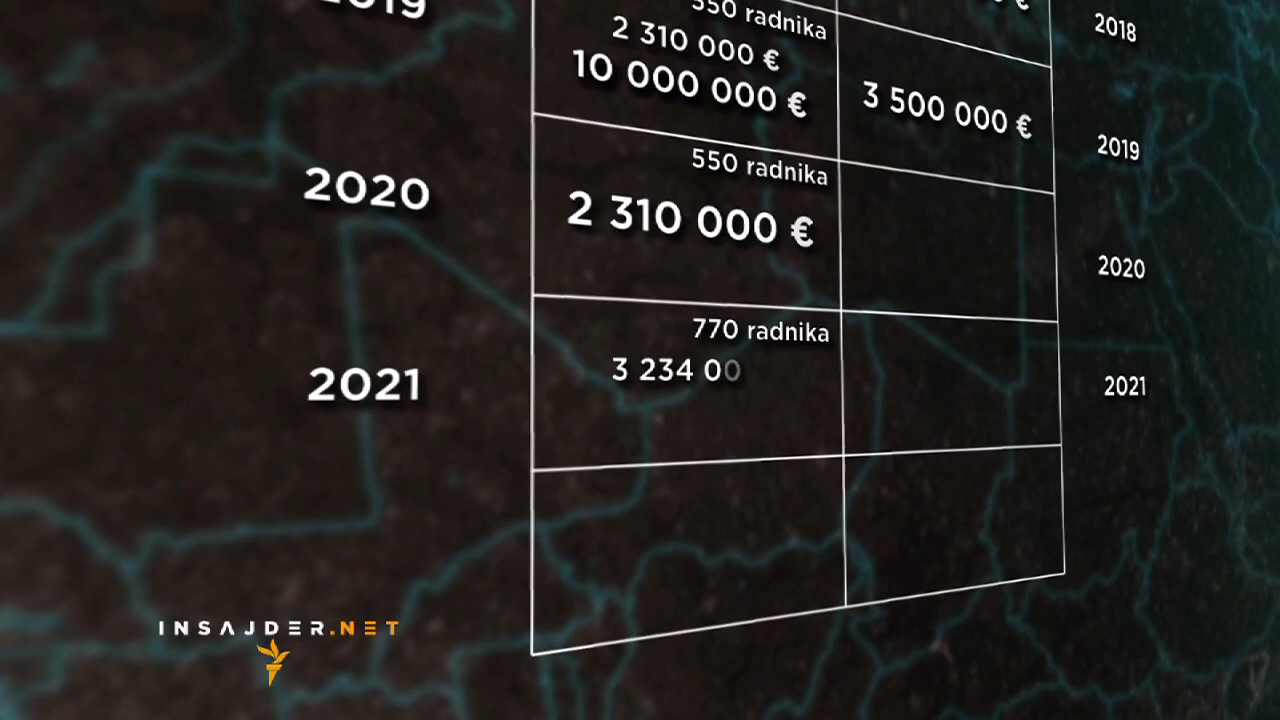 2019
550 radnika
€
2018
2 310 000 €
10 000 000 €
3 500 000 €
2019
2020
550 radnika
2 310 000 €
2020
2021
770 radnika
3 234 00
2021
INSAJDER.NET